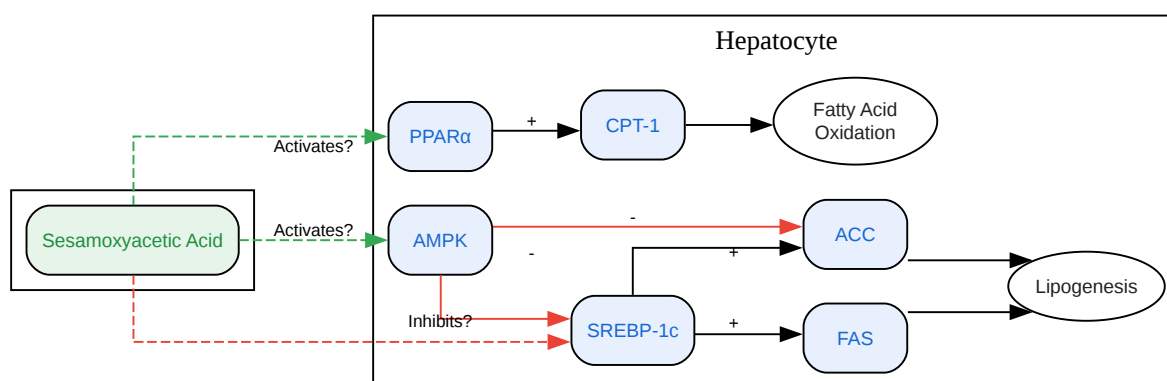 Hepatocyte
Fatty Acid
Oxidation
PPARα
+
CPT-1
Activates?
Sesamoxyacetic Acid
Activates?
AMPK
-
-
ACC
+
Lipogenesis
Inhibits?
SREBP-1c
+
FAS